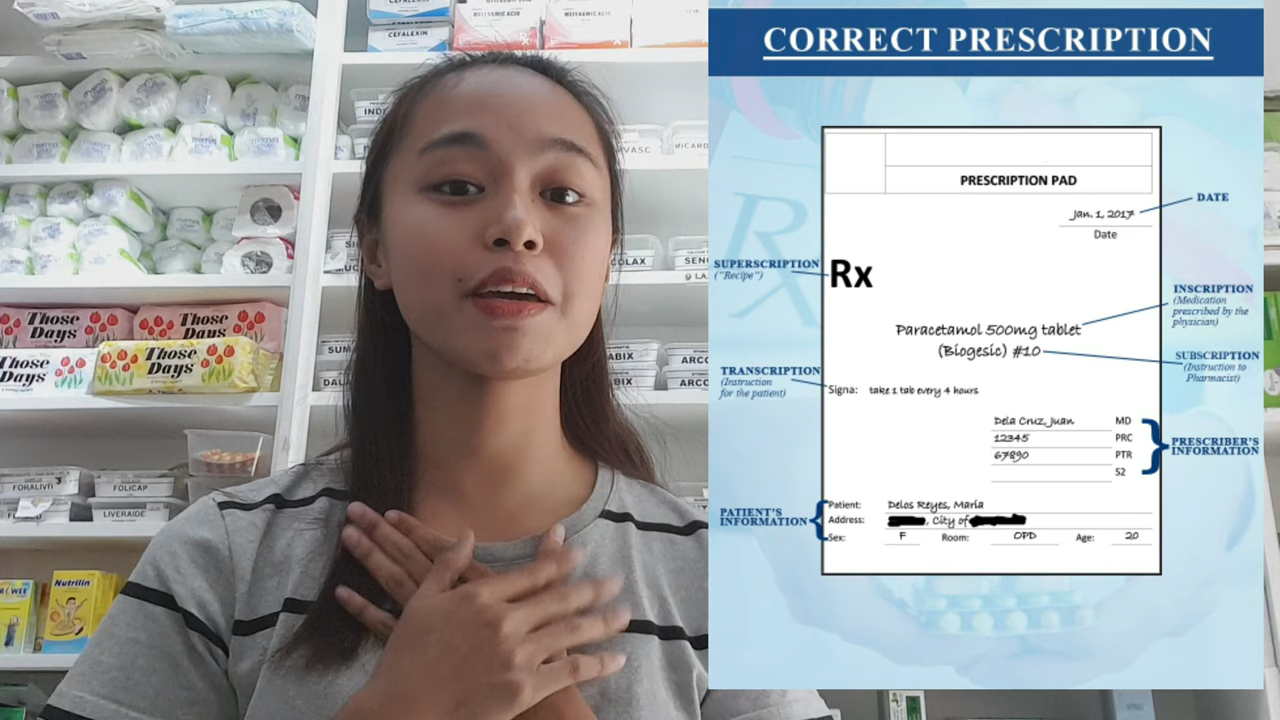 CEFALEXIN
MEFENAMIC ACID
MEFENAMIC ACID
CEFALEXIN
Those
Days
Those
Days
Those
Days
Those
Days
FOLICAP
LIVERAIDE
Nutrilin
CORRECT PRESCRIPTION
PRESCRIPTION PAD
Jan. 1, 2017
Date
DATE
SUPERSCRIPTION
("Recipe")
Rx
INSCRIPTION
(Medication
prescribed by the
physician)
Paracetamol 500mg tablet
(Biogesic) #10
SUBSCRIPTION
(Instruction to
Pharmacist)
TRANSCRIPTION
(Instruction
for the patient)
Signa: take 1 tab every 4 hours
Dela Cruz, Juan MD
12345 PRC
67890 PTR
S2
PRESCRIBER'S
INFORMATION
PATIENT'S
INFORMATION
Patient: Delos Reyes, Maria
Address: , City of
Sex: F Room: OPD Age: 20